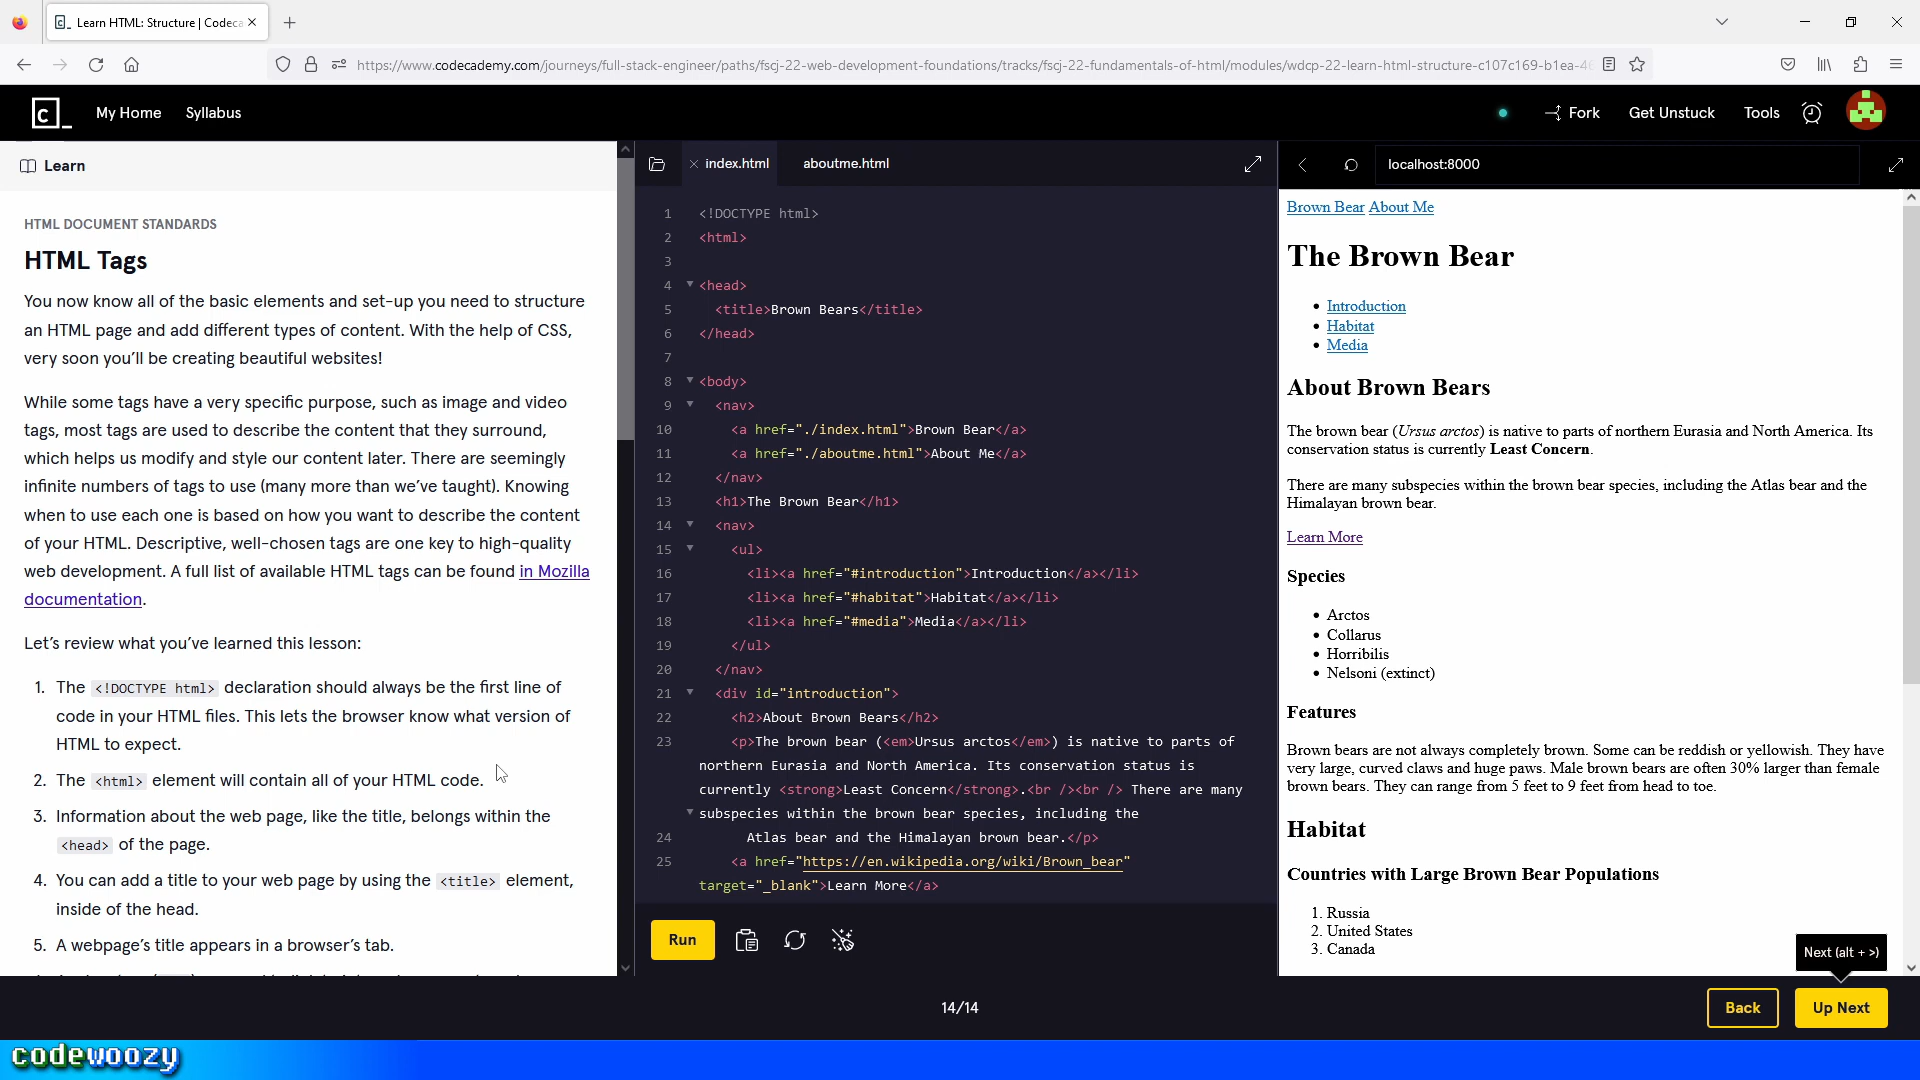 Learn HTML: Structure | Codeca
https://www.codecademy.com/journeys/full-stack-engineer/paths/fscj-22-web-development-foundations/tracks/fscj-22-fundamentals-of-html/modules/wdcp-22-learn-html-structure-c107c169-b1ea-4
c_
My Home
Syllabus
Fork
Get Unstuck
Tools
Learn
HTML DOCUMENT STANDARDS
HTML Tags
You now know all of the basic elements and set-up you need to structure
an HTML page and add different types of content. With the help of CSS,
very soon you'll be creating beautiful websites!
While some tags have a very specific purpose, such as image and video
tags, most tags are used to describe the content that they surround,
which helps us modify and style our content later. There are seemingly
infinite numbers of tags to use (many more than we've taught). Knowing
when to use each one is based on how you want to describe the content
of your HTML. Descriptive, well-chosen tags are one key to high-quality
web development. A full list of available HTML tags can be found in Mozilla
documentation.
Let's review what you've learned this lesson:
1. The <!DOCTYPE html> declaration should always be the first line of
code in your HTML files. This lets the browser know what version of
HTML to expect.
2. The <html> element will contain all of your HTML code.
3. Information about the web page, like the title, belongs within the
<head> of the page.
4. You can add a title to your web page by using the <title> element,
inside of the head.
5. A webpage's title appears in a browser's tab.
index.html
aboutme.html
1 <!DOCTYPE html>
2 <html>
3
4 <head>
5 <title>Brown Bears</title>
6 </head>
7
8 <body>
9 <nav>
10 <a href="./index.html">Brown Bear</a>
11 <a href="./aboutme.html">About Me</a>
12 </nav>
13 <h1>The Brown Bear</h1>
14 <nav>
15 <ul>
16 <li><a href="#introduction">Introduction</a></li>
17 <li><a href="#habitat">Habitat</a></li>
18 <li><a href="#media">Media</a></li>
19 </ul>
20 </nav>
21 <div id="introduction">
22 <h2>About Brown Bears</h2>
23 <p>The brown bear (<em>Ursus arctos</em>) is native to parts of
northern Eurasia and North America. Its conservation status is
currently <strong>Least Concern</strong>.<br /><br /> There are many
subspecies within the brown bear species, including the
24 Atlas bear and the Himalayan brown bear.</p>
25 <a href="https://en.wikipedia.org/wiki/Brown_bear"
target="_blank">Learn More</a>
Run
localhost:8000
Brown Bear About Me
The Brown Bear
• Introduction
• Habitat
• Media
About Brown Bears
The brown bear (Ursus arctos) is native to parts of northern Eurasia and North America. Its
conservation status is currently Least Concern.
There are many subspecies within the brown bear species, including the Atlas bear and the
Himalayan brown bear.
Learn More
Species
• Arctos
• Collarus
• Horribilis
• Nelsoni (extinct)
Features
Brown bears are not always completely brown. Some can be reddish or yellowish. They have
very large, curved claws and huge paws. Male brown bears are often 30% larger than female
brown bears. They can range from 5 feet to 9 feet from head to toe.
Habitat
Countries with Large Brown Bear Populations
1. Russia
2. United States
3. Canada
Next (alt + >)
14/14
Back
Up Next
codewoozy